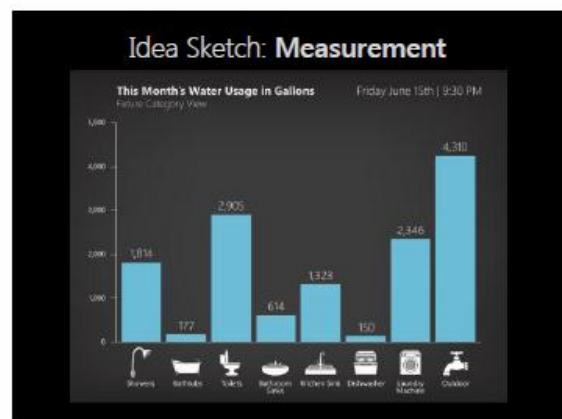 Idea Sketch: Measurement
This Month's Water Usage in Gallons
Friday June 15th | 9:30 PM
Fixture Category View
5,000
4,000
3,000
2,000
1,000
0
1,814
177
2,905
614
1,323
150
2,346
4,310
Showers
Bathtubs
Toilets
Bathroom
Sinks
Kitchen Sink
Dishwasher
Laundry
Machine
Outdoor